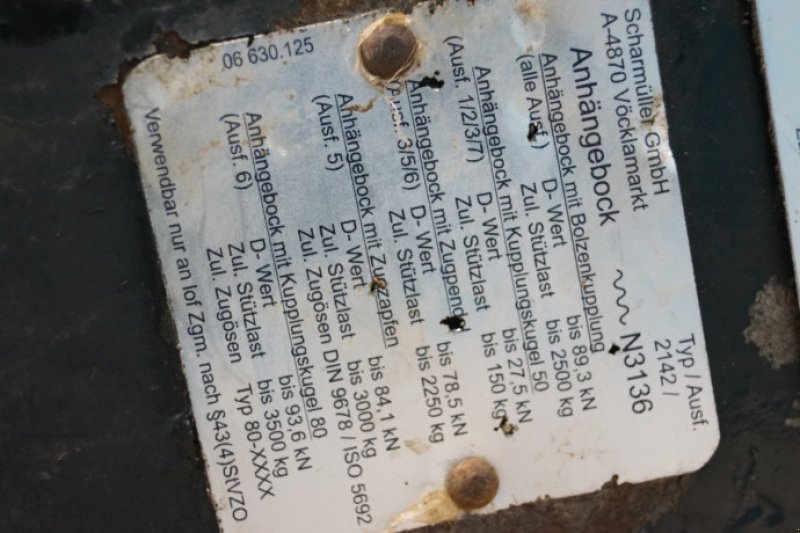 Scharmüller GmbH Typ / Ausf.
A-4870 Vöcklamarkt 2142 /
Anhängebock N3136
Anhängebock mit Bolzenkupplung
(alle Ausf.) D- Wert bis 89,3 kN
Zul. Stützlast bis 2500 kg
Anhängebock mit Kupplungskugel 50
(Ausf. 1/2/3/7) D- Wert bis 27,5 kN
Zul. Stützlast bis 150 kg
Anhängebock mit Zugpendel
(Ausf. 3/5/6) D- Wert bis 78,5 kN
Zul. Stützlast bis 2250 kg
Anhängebock mit Zugzapfen
(Ausf. 5) D- Wert bis 84,1 kN
Zul. Stützlast bis 3000 kg
Zul. Zugösen DIN 9678 / ISO 5692
Anhängebock mit Kupplungskugel 80
(Ausf. 6) D- Wert bis 93,6 kN
Zul. Stützlast bis 3500 kg
Zul. Zugösen Typ 80-XXXX
Verwendbar nur an lof Zgm. nach §43(4)StVZO
06 630.125